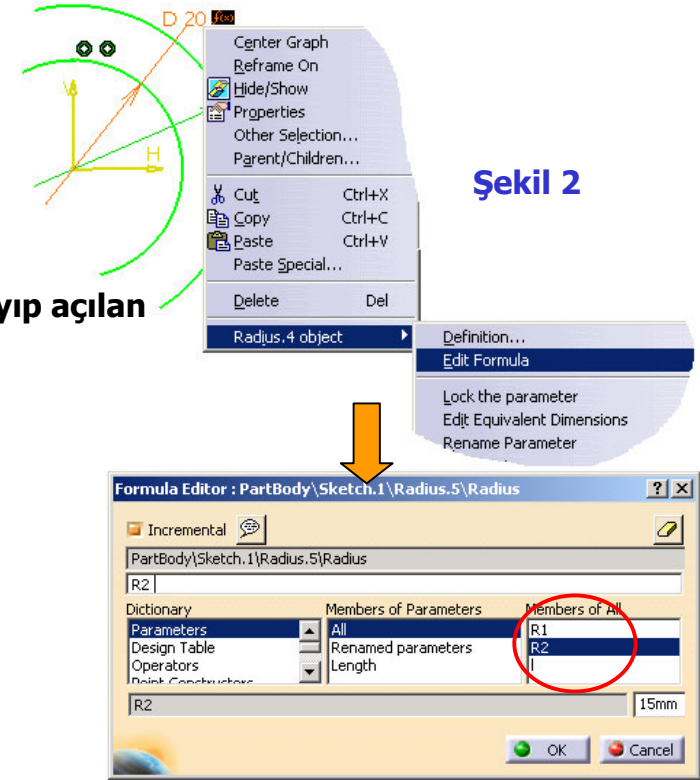 D 20 f(x)
V
H
Center Graph
Reframe On
Hide/Show
Properties
Other Selection...
Parent/Children...
Cut Ctrl+X
Copy Ctrl+C
Paste Ctrl+V
Paste Special...
Delete Del
Radius.4 object
Şekil 2
yıp açılan
Definition...
Edit Formula
Lock the parameter
Edit Equivalent Dimensions
Rename Parameter
Formula Editor : PartBody\Sketch.1\Radius.5\Radius
Incremental
PartBody\Sketch.1\Radius.5\Radius
R2
Dictionary Members of Parameters Members of All
Parameters All R1
Design Table Renamed parameters R2
Operators Length l
Point Constructors
R2 15mm
OK Cancel